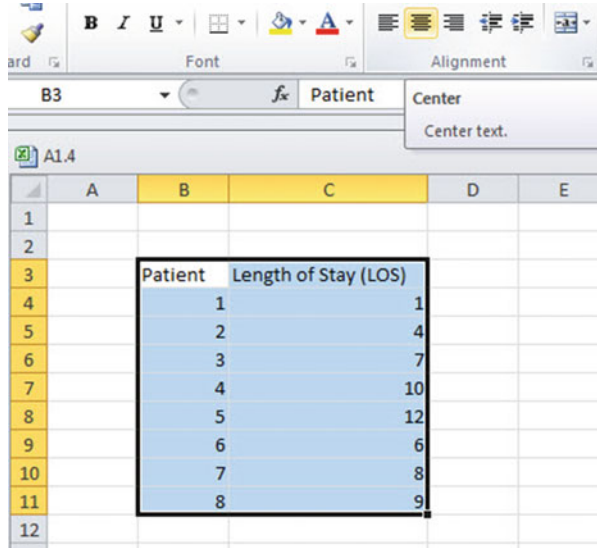 B I U A
ard Font Alignment
B3 fx Patient
Center
Center text.
A1.4
A B C D E
1
2
3 Patient Length of Stay (LOS)
4 1 1
5 2 4
6 3 7
7 4 10
8 5 12
9 6 6
10 7 8
11 8 9
12